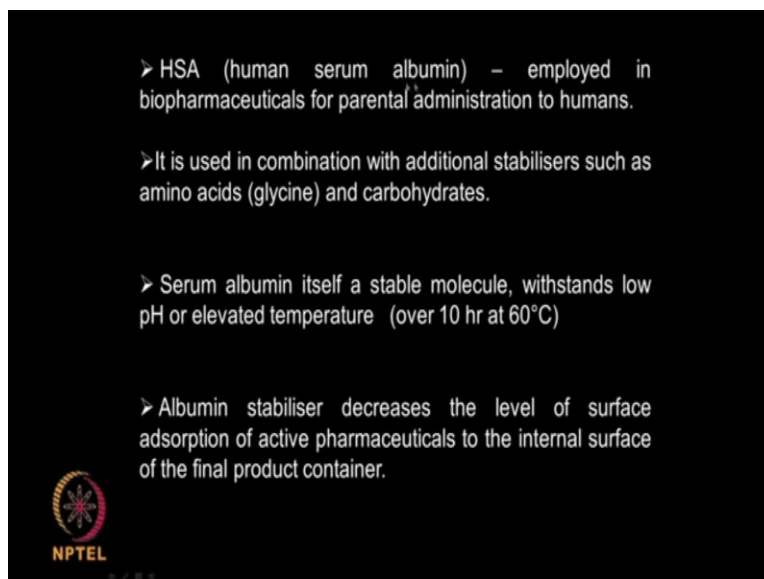 ➢ HSA (human serum albumin) – employed in
biopharmaceuticals for parental administration to humans.
➢It is used in combination with additional stabilisers such as
amino acids (glycine) and carbohydrates.
➢ Serum albumin itself a stable molecule, withstands low
pH or elevated temperature (over 10 hr at 60°C)
➢ Albumin stabiliser decreases the level of surface
adsorption of active pharmaceuticals to the internal surface
of the final product container.
NPTEL